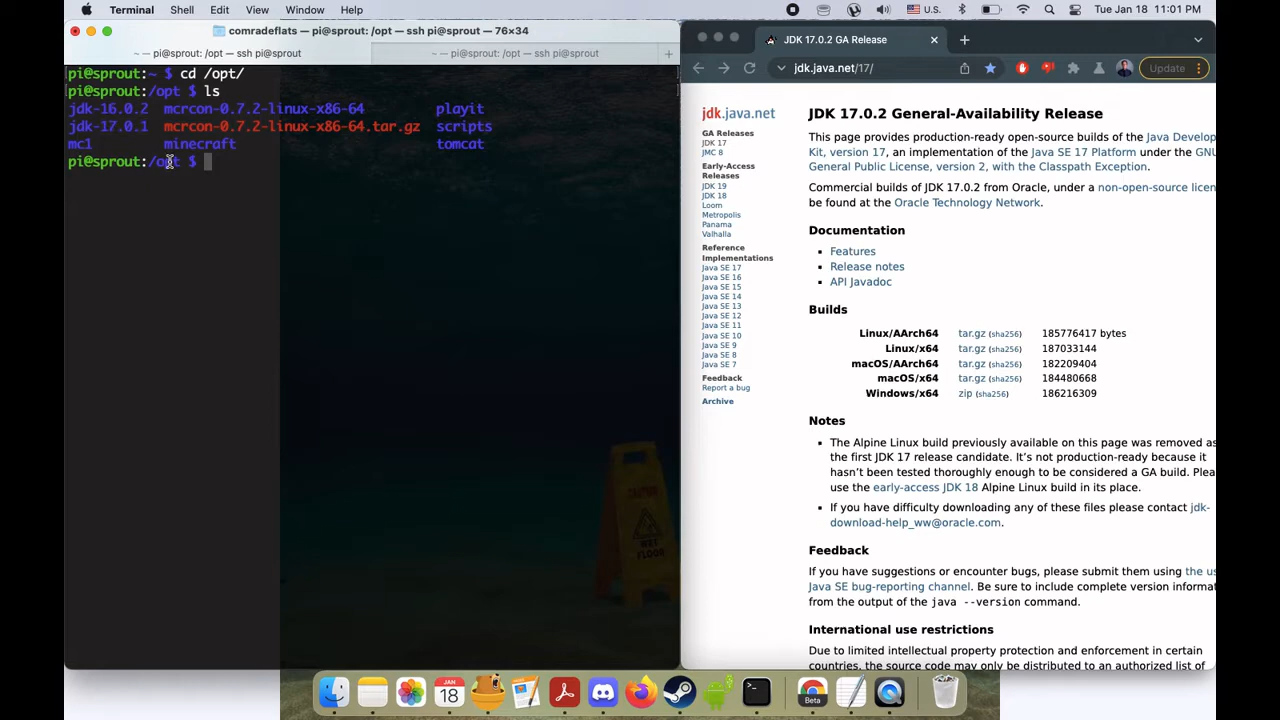 Terminal Shell Edit View Window Help U.S. Tue Jan 18 11:01 PM
comradeflats — pi@sprout: /opt — ssh pi@sprout — 76×34
~ — pi@sprout: /opt — ssh pi@sprout
~ — pi@sprout: /opt — ssh pi@sprout
pi@sprout:~ $ cd /opt/
pi@sprout:/opt $ ls
jdk-16.0.2 mcrcon-0.7.2-linux-x86-64 playit
jdk-17.0.1 mcrcon-0.7.2-linux-x86-64.tar.gz scripts
mc1 minecraft tomcat
pi@sprout:/opt $
JDK 17.0.2 GA Release
jdk.java.net/17/
Update
jdk.java.net
GA Releases
JDK 17
JMC 8
Early-Access
Releases
JDK 19
JDK 18
Loom
Metropolis
Panama
Valhalla
Reference
Implementations
Java SE 17
Java SE 16
Java SE 15
Java SE 14
Java SE 13
Java SE 12
Java SE 11
Java SE 10
Java SE 9
Java SE 8
Java SE 7
Feedback
Report a bug
Archive
JDK 17.0.2 General-Availability Release
This page provides production-ready open-source builds of the Java Develop
Kit, version 17, an implementation of the Java SE 17 Platform under the GNU
General Public License, version 2, with the Classpath Exception.
Commercial builds of JDK 17.0.2 from Oracle, under a non-open-source licen
be found at the Oracle Technology Network.
Documentation
Features
Release notes
API Javadoc
Builds
Linux/AArch64 tar.gz (sha256) 185776417 bytes
Linux/x64 tar.gz (sha256) 187033144
macOS/AArch64 tar.gz (sha256) 182209404
macOS/x64 tar.gz (sha256) 184480668
Windows/x64 zip (sha256) 186216309
Notes
The Alpine Linux build previously available on this page was removed as
the first JDK 17 release candidate. It’s not production-ready because it
hasn’t been tested thoroughly enough to be considered a GA build. Plea
use the early-access JDK 18 Alpine Linux build in its place.
If you have difficulty downloading any of these files please contact jdk-
download-help_ww@oracle.com.
Feedback
If you have suggestions or encounter bugs, please submit them using the us
Java SE bug-reporting channel. Be sure to include complete version informat
from the output of the java --version command.
International use restrictions
Due to limited intellectual property protection and enforcement in certain
countries, the source code may only be distributed to an authorized list of
CAUTION
WET
FLOOR
JAN
18
Beta